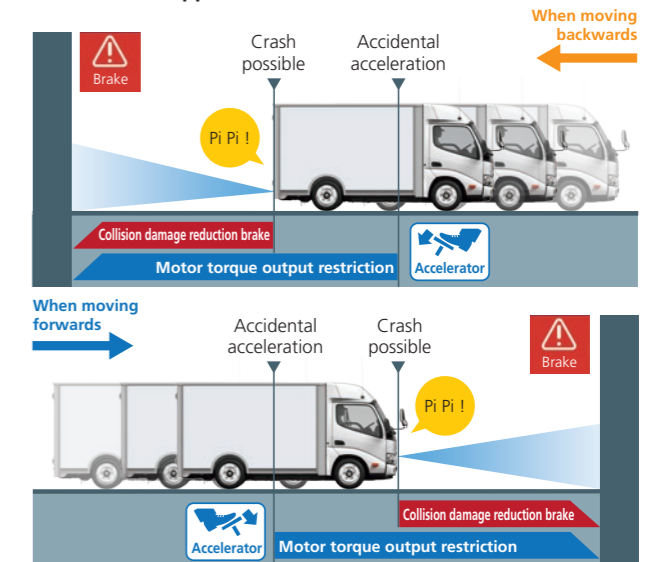 When moving
backwards
Crash
possible
Accidental
acceleration
Brake
Pi Pi !
Collision damage reduction brake
Motor torque output restriction
Accelerator
When moving
forwards
Accidental
acceleration
Crash
possible
Brake
Pi Pi !
Collision damage reduction brake
Accelerator
Motor torque output restriction